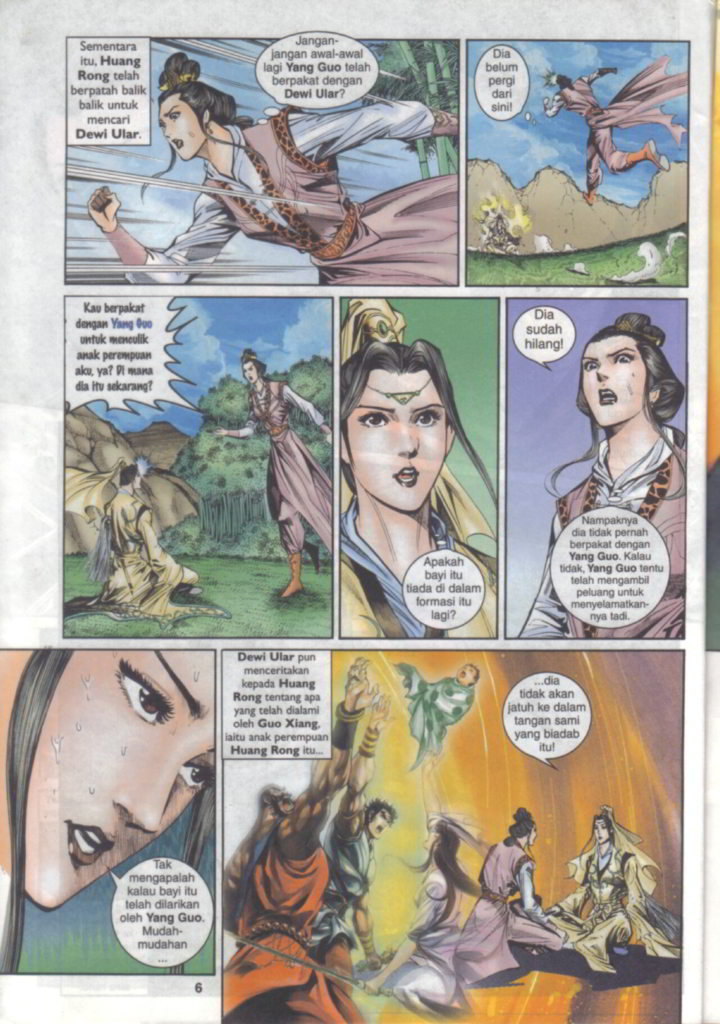 Sementara
itu, Huang
Rong telah
berpatah balik
balik untuk
mencari
Dewi Ular.
Jangan-
jangan awal-awal
lagi Yang Guo telah
berpakat dengan
Dewi Ular?
Dia
belum
pergi
dari
sini!
Kau berpakat
dengan Yang Guo
untuk menculik
anak perempuan
aku, ya? Di mana
dia itu sekarang?
Apakah
bayi itu
tiada di dalam
formasi itu
lagi?
Dia
sudah
hilang!
Nampaknya
dia tidak pernah
berpakat dengan
Yang Guo. Kalau
tidak, Yang Guo tentu
telah mengambil
peluang untuk
menyelamatkan-
nya tadi.
Tak
mengapalah
kalau bayi itu
telah dilarikan
oleh Yang Guo.
Mudah-
mudahan
...
Dewi Ular pun
menceritakan
kepada Huang
Rong tentang apa
yang telah dialami
oleh Guo Xiang,
iaitu anak perempuan
Huang Rong itu...
...dia
tidak akan
jatuh ke dalam
tangan sami
yang biadab
itu!
6